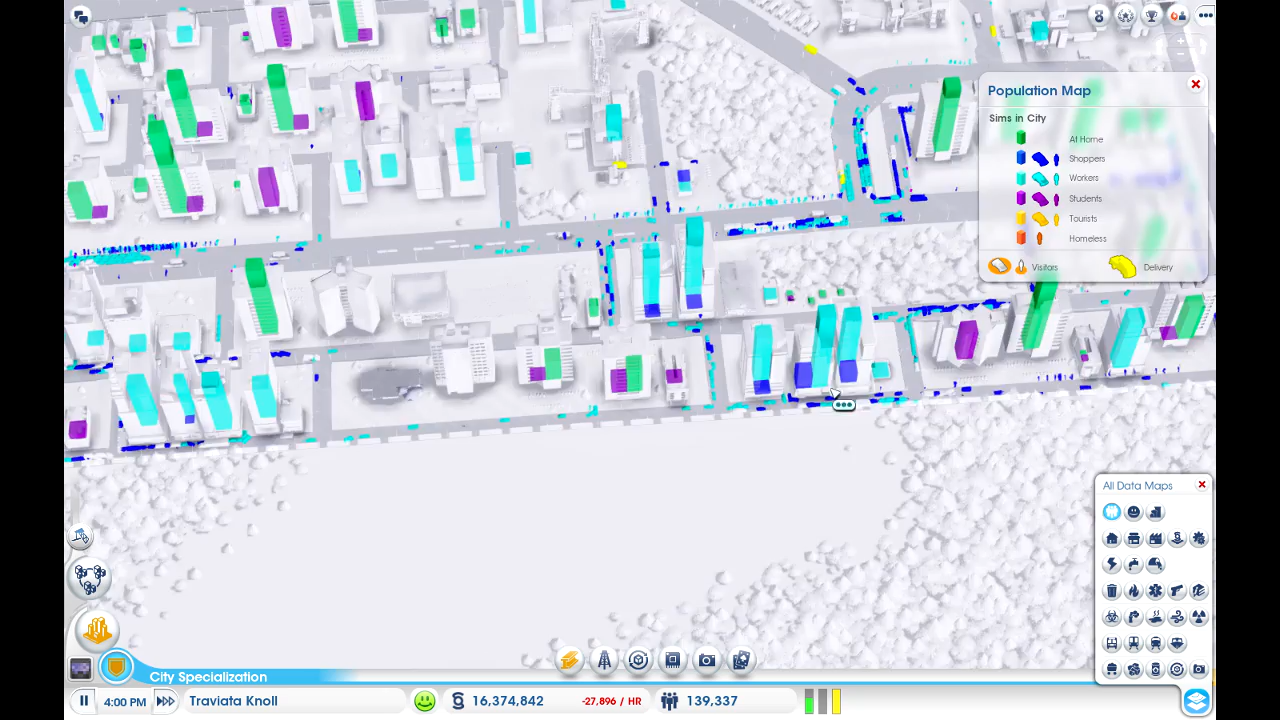 Population Map
Sims in City
At Home
Shoppers
Workers
Students
Tourists
Homeless
Visitors
Delivery
All Data Maps
City Specialization
4:00 PM
Traviata Knoll
16,374,842
-27,896 / HR
139,337